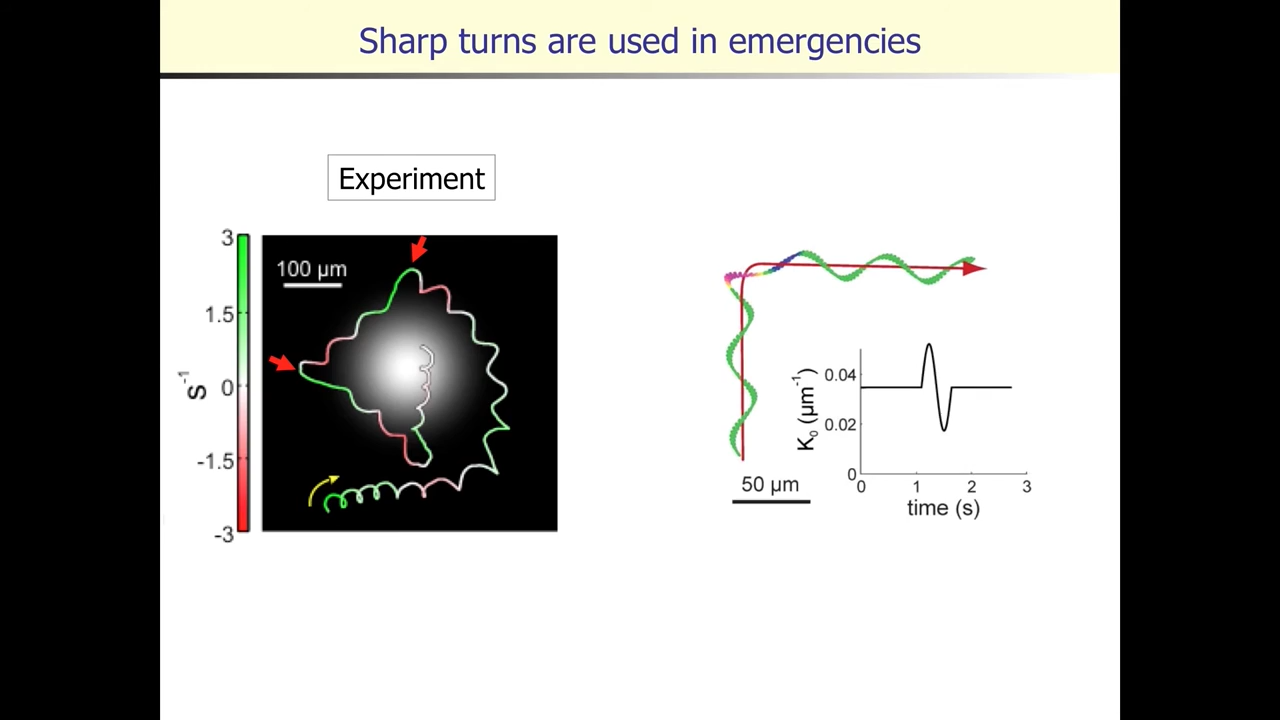 Sharp turns are used in emergencies
Experiment
3
1.5
0
-1.5
-3
s⁻¹
100 µm
50 µm
K₀ (µm⁻¹)
0.04
0.02
0
0 1 2 3
time (s)